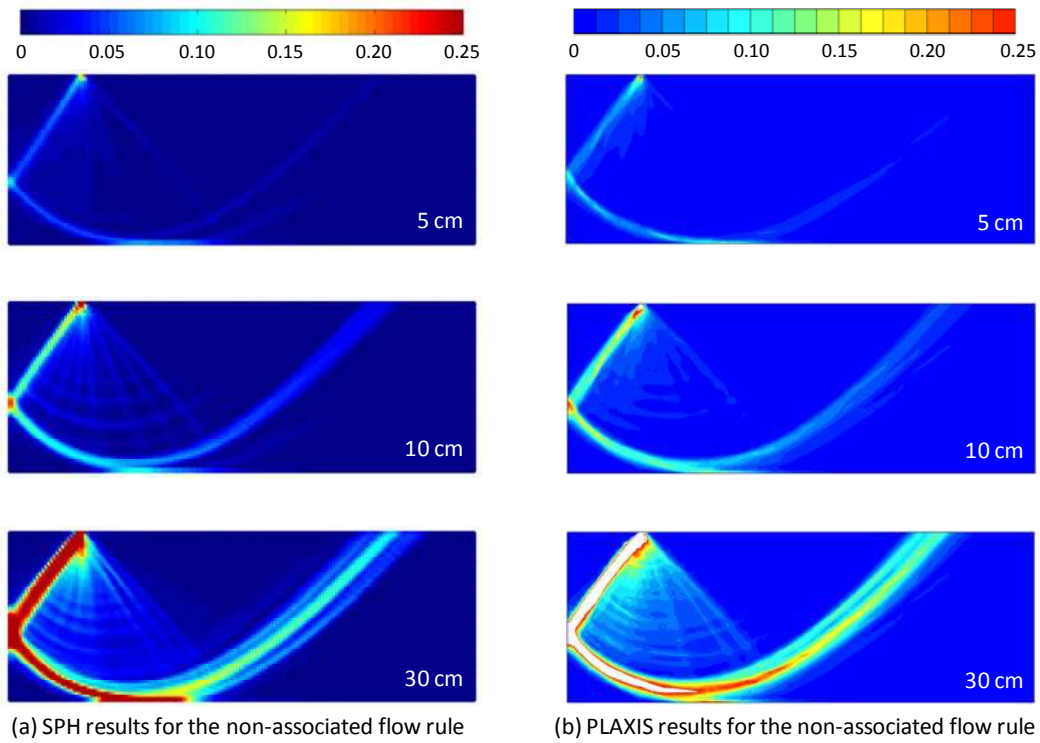 0 0.05 0.10 0.15 0.20 0.25
0 0.05 0.10 0.15 0.20 0.25
5 cm
5 cm
10 cm
10 cm
30 cm
30 cm
(a) SPH results for the non-associated flow rule
(b) PLAXIS results for the non-associated flow rule